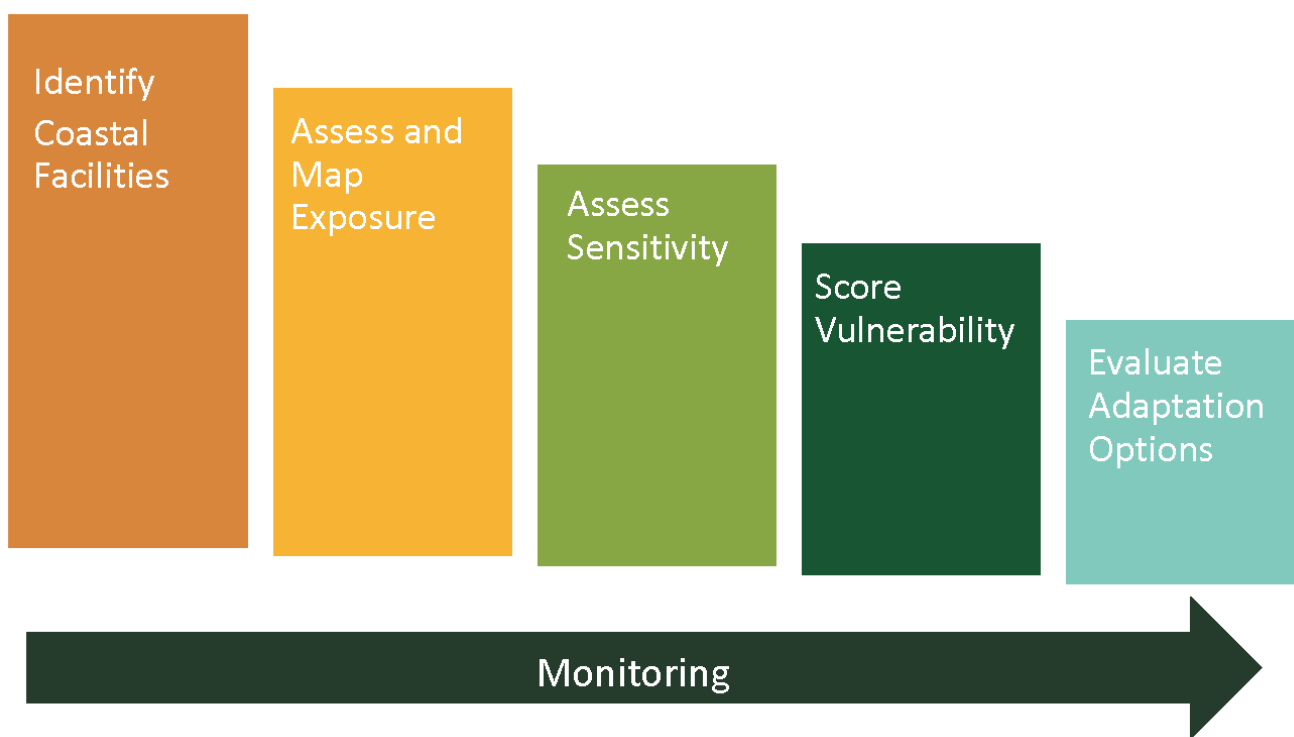 Identify
Coastal
Facilities
Assess and
Map
Exposure
Assess
Sensitivity
Score
Vulnerability
Evaluate
Adaptation
Options
Monitoring